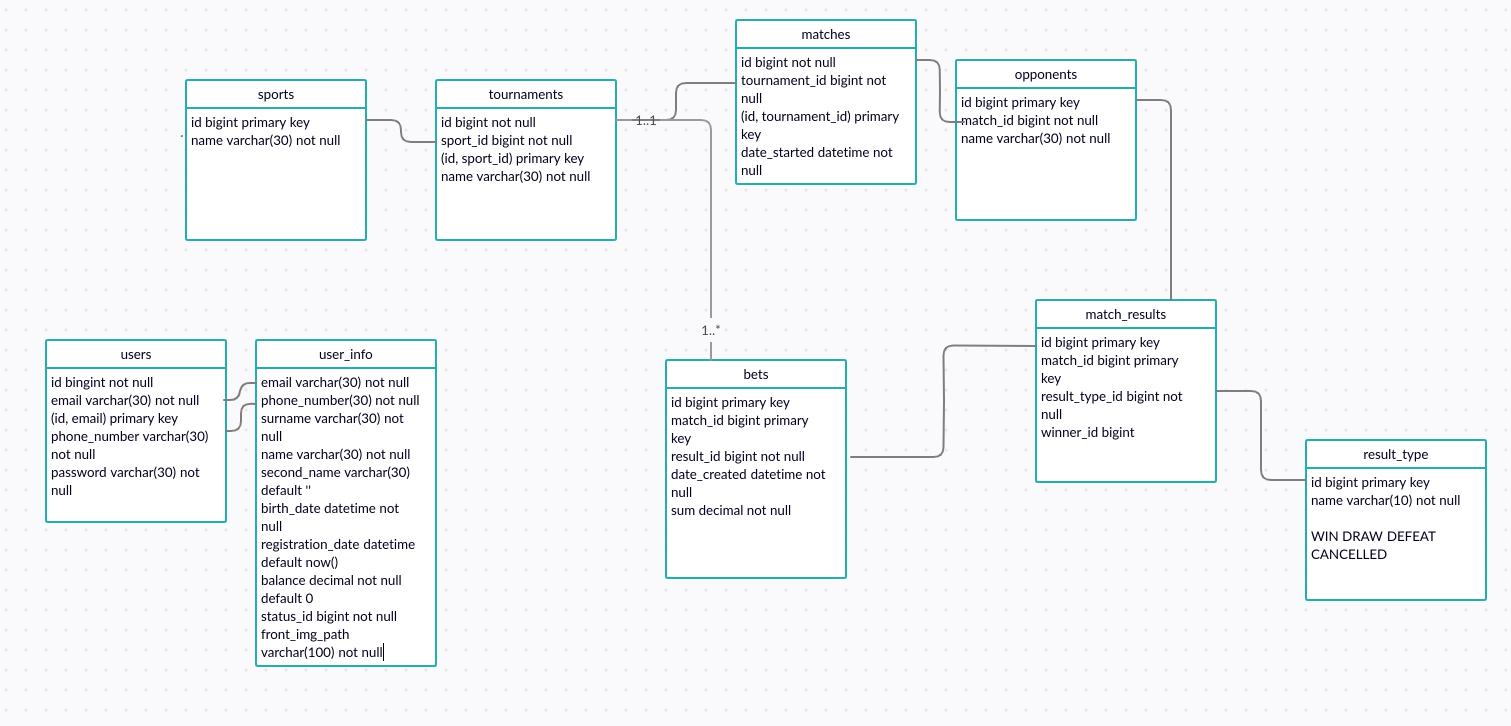 sports
id bigint primary key
name varchar(30) not null
tournaments
id bigint not null
sport_id bigint not null
(id, sport_id) primary key
name varchar(30) not null
1..1
matches
id bigint not null
tournament_id bigint not
null
(id, tournament_id) primary
key
date_started datetime not
null
opponents
id bigint primary key
match_id bigint not null
name varchar(30) not null
users
id bingint not null
email varchar(30) not null
(id, email) primary key
phone_number varchar(30)
not null
password varchar(30) not
null
user_info
email varchar(30) not null
phone_number(30) not null
surname varchar(30) not
null
name varchar(30) not null
second_name varchar(30)
default ''
birth_date datetime not
null
registration_date datetime
default now()
balance decimal not null
default 0
status_id bigint not null
front_img_path
varchar(100) not null
1..*
bets
id bigint primary key
match_id bigint primary
key
result_id bigint not null
date_created datetime not
null
sum decimal not null
match_results
id bigint primary key
match_id bigint primary
key
result_type_id bigint not
null
winner_id bigint
result_type
id bigint primary key
name varchar(10) not null
WIN DRAW DEFEAT
CANCELLED